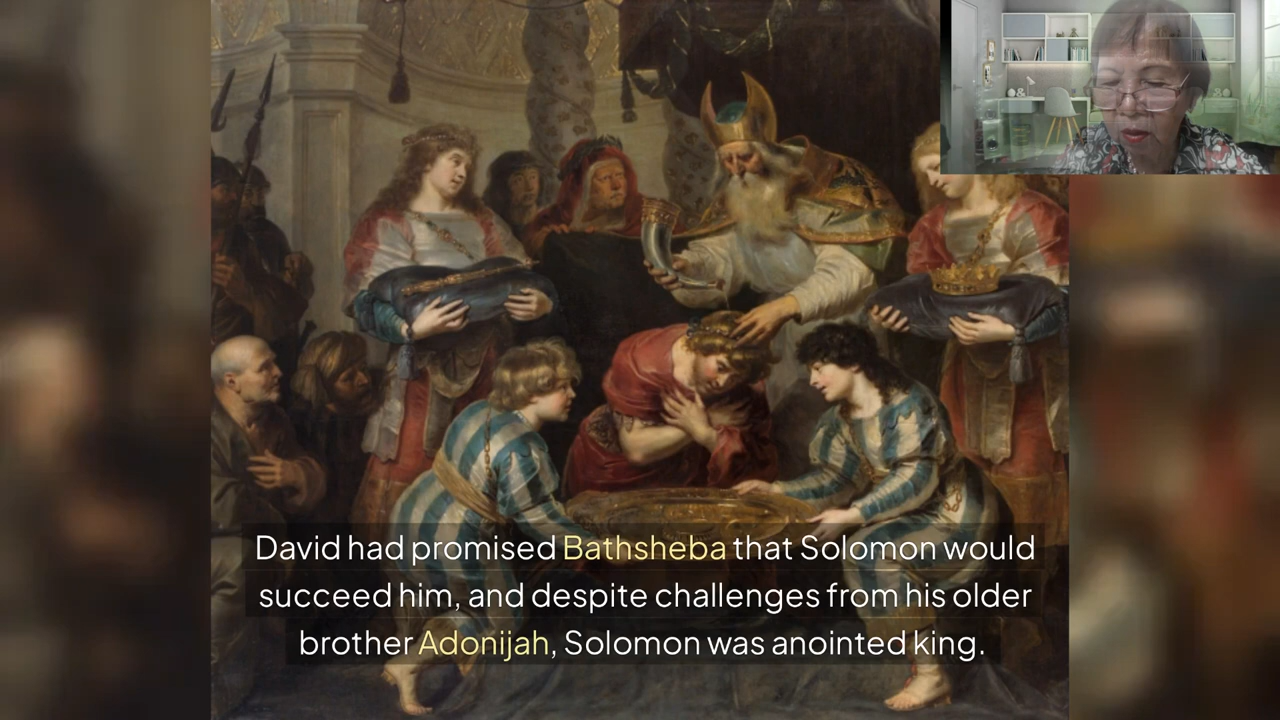 David had promised Bathsheba that Solomon would
succeed him, and despite challenges from his older
brother Adonijah, Solomon was anointed king.